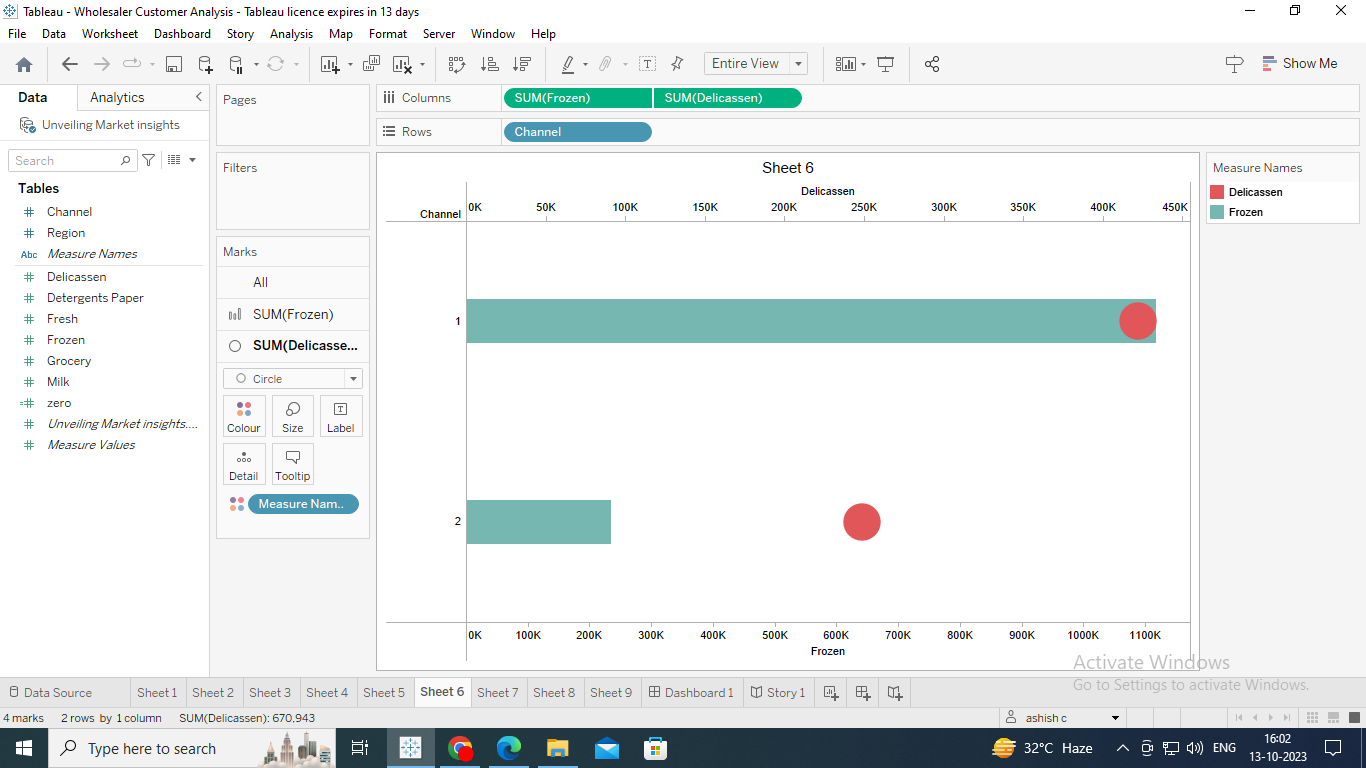 Tableau - Wholesaler Customer Analysis - Tableau licence expires in 13 days
File Data Worksheet Dashboard Story Analysis Map Format Server Window Help
Entire View
Show Me
Data Analytics
Unveiling Market insights
Search
Tables
Channel
Region
Abc Measure Names
Delicassen
Detergents Paper
Fresh
Frozen
Grocery
Milk
zero
Unveiling Market insights....
Measure Values
Pages
Filters
Marks
All
SUM(Frozen)
SUM(Delicasse...
Circle
Colour Size Label
Detail Tooltip
Measure Nam..
Columns SUM(Frozen) SUM(Delicassen)
Rows Channel
Sheet 6
Delicassen
Channel 0K 50K 100K 150K 200K 250K 300K 350K 400K 450K
1
2
0K 100K 200K 300K 400K 500K 600K 700K 800K 900K 1000K 1100K
Frozen
Measure Names
Delicassen
Frozen
Activate Windows
Go to Settings to activate Windows.
Data Source Sheet 1 Sheet 2 Sheet 3 Sheet 4 Sheet 5 Sheet 6 Sheet 7 Sheet 8 Sheet 9 Dashboard 1 Story 1
4 marks 2 rows by 1 column SUM(Delicassen): 670,943 ashish c
Type here to search 32°C Haze ENG 16:02
13-10-2023